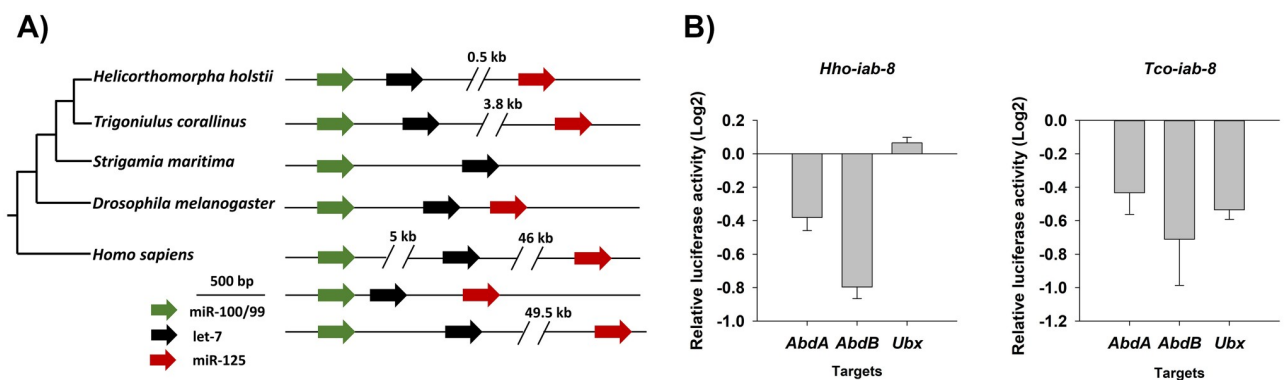 A)
0.5 kb
Helicorthomorpha holstii
3.8 kb
Trigoniulus corallinus
Strigamia maritima
Drosophila melanogaster
5 kb
46 kb
Homo sapiens
500 bp
miR-100/99
49.5 kb
let-7
miR-125
B)
Hho-iab-8
Relative luciferase activity (Log2)
0.2
0.0
-0.2
-0.4
-0.6
-0.8
-1.0
AbdA AbdB Ubx
Targets
Tco-iab-8
Relative luciferase activity (Log2)
0.0
-0.2
-0.4
-0.6
-0.8
-1.0
-1.2
AbdA AbdB Ubx
Targets